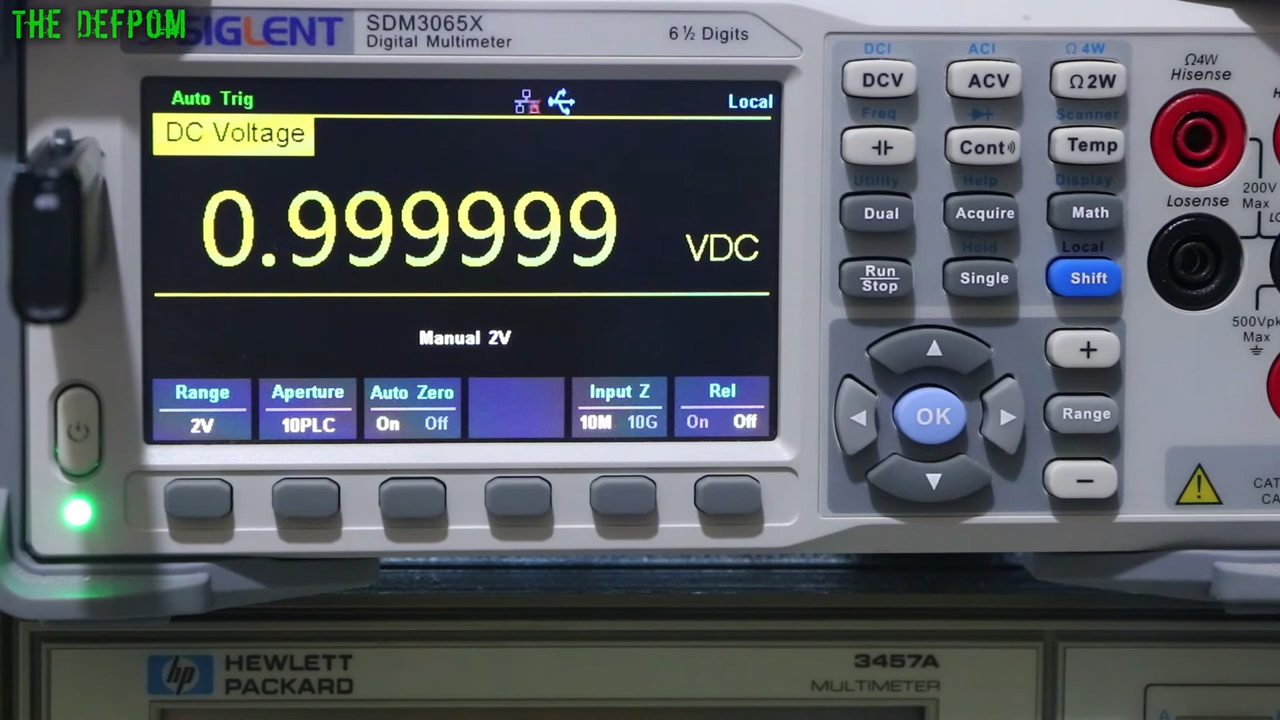 THE DEFPOM
SIGLENT
SDM3065X
Digital Multimeter
6 ½ Digits
Auto Trig
Local
DC Voltage
0.999999
VDC
Manual 2V
Range
2V
Aperture
10PLC
Auto Zero
On Off
Input Z
10M 10G
Rel
On Off
DCI
ACI
Ω 4W
DCV
ACV
Ω2W
Freq
Scanner
Cont
Temp
Utility
Help
Display
Dual
Acquire
Math
Hold
Local
Run
Stop
Single
Shift
+
OK
Range
−
Ω4W
Hisense
200V
Max
Losense
500Vpk
Max
CAT
CA
hp
HEWLETT
PACKARD
3457A
MULTIMETER